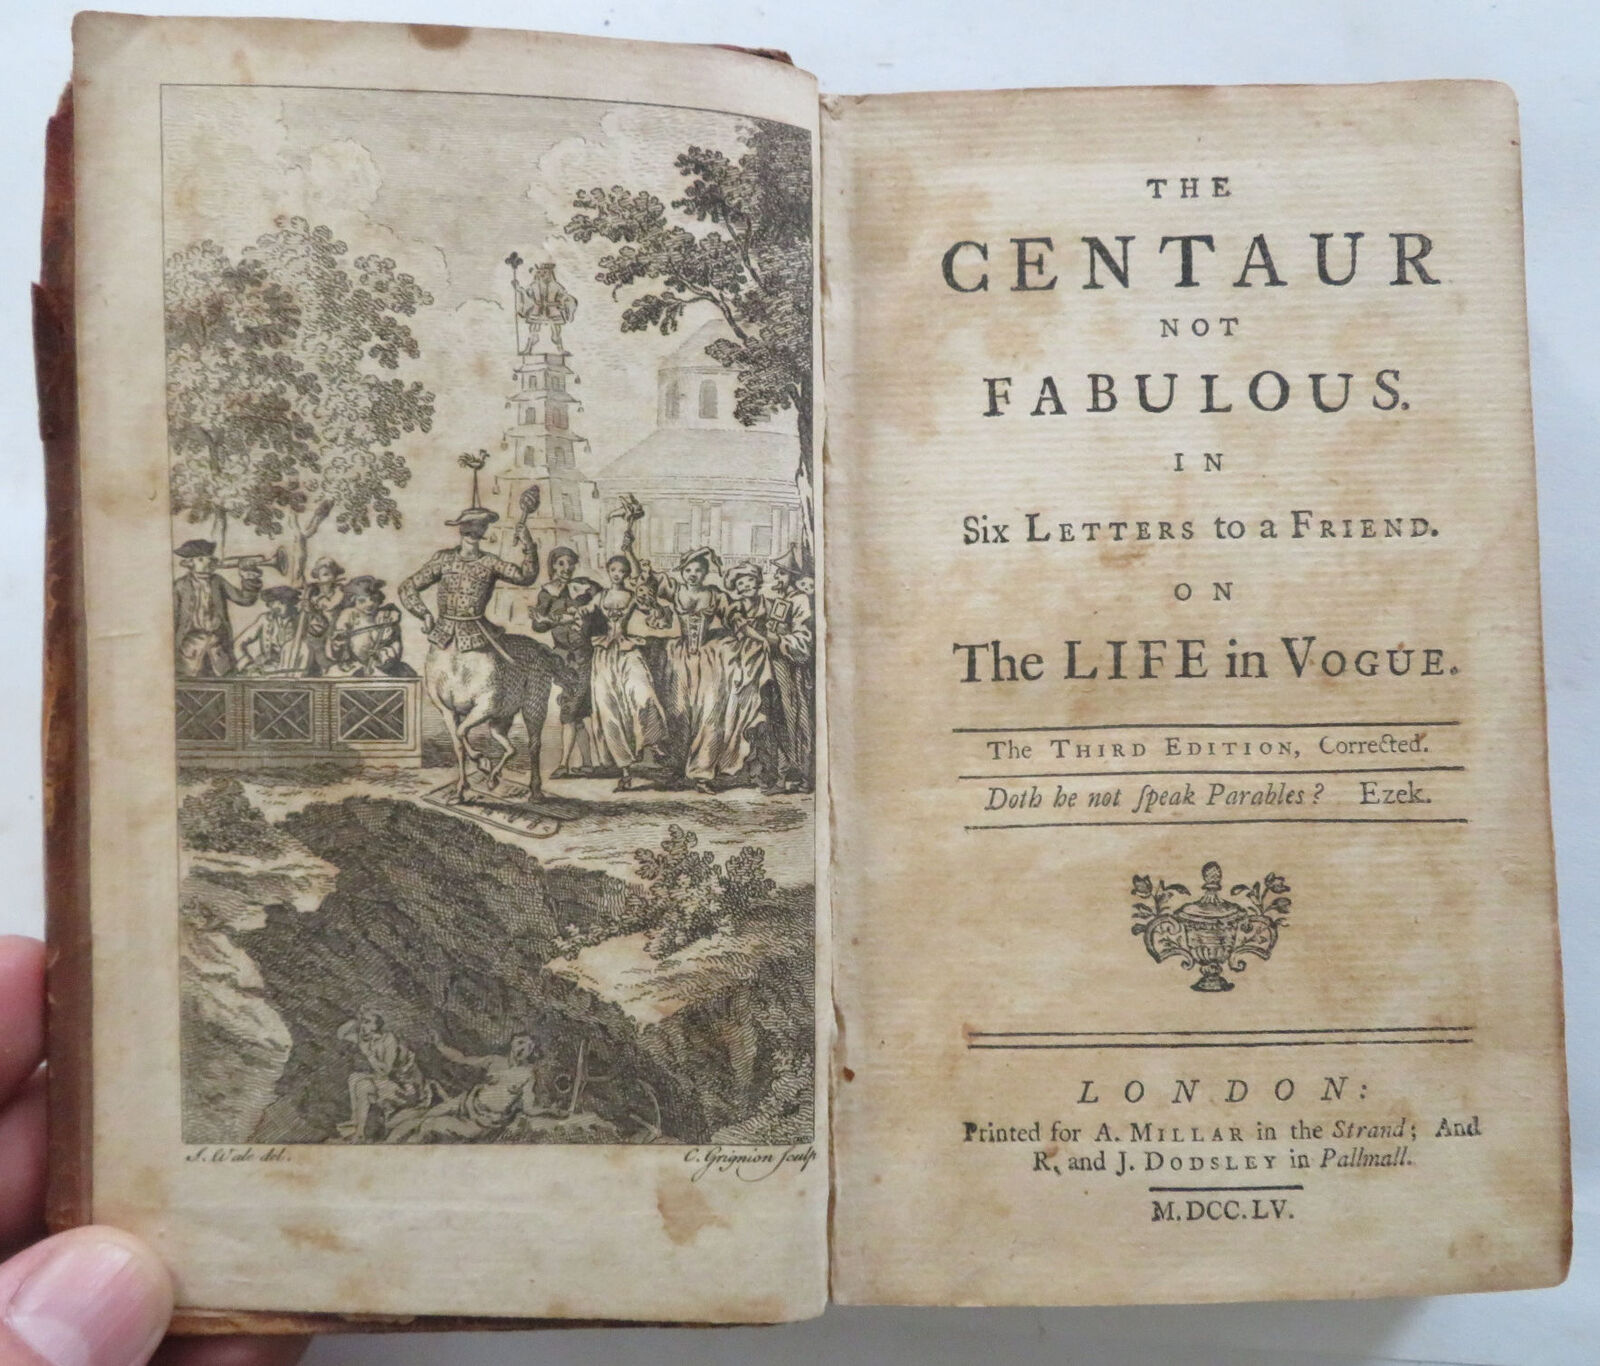 S. Wale del.
C. Grignion sculp
THE
CENTAUR
NOT
FABULOUS.
IN
Six LETTERS to a FRIEND.
ON
The LIFE in VOGUE.
The THIRD EDITION, Corrected.
Doth he not ſpeak Parables? Ezek.
LONDON:
Printed for A. MILLAR in the Strand; And
R. and J. DODSLEY in Pallmall.
M.DCC.LV.